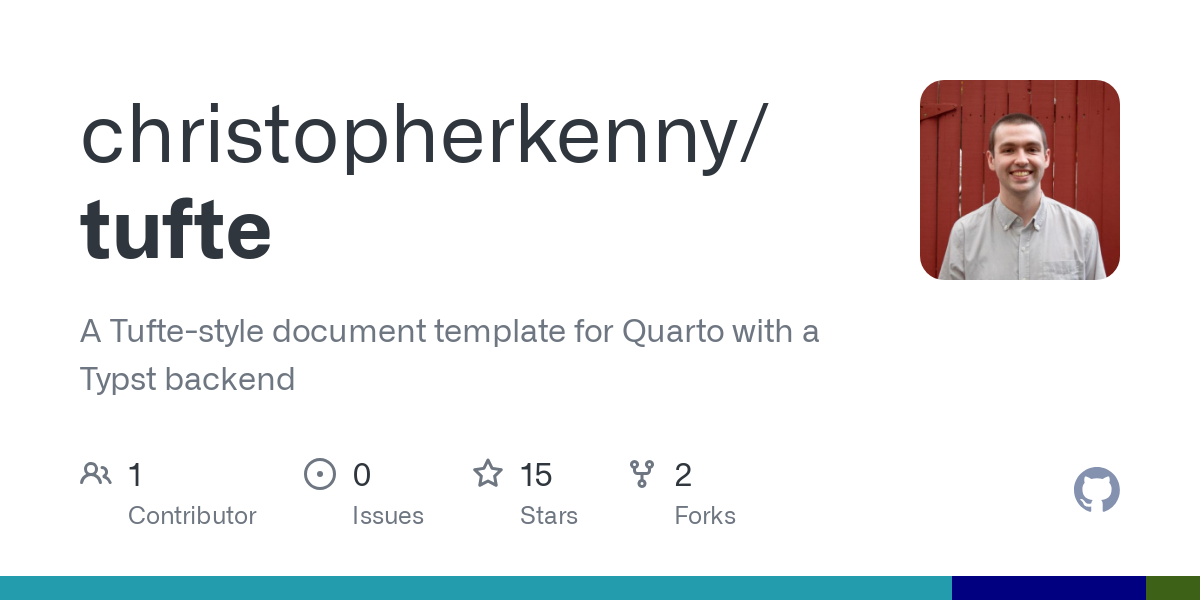 christopherkenny/
tufte
A Tufte-style document template for Quarto with a
Typst backend
1
Contributor
0
Issues
15
Stars
2
Forks